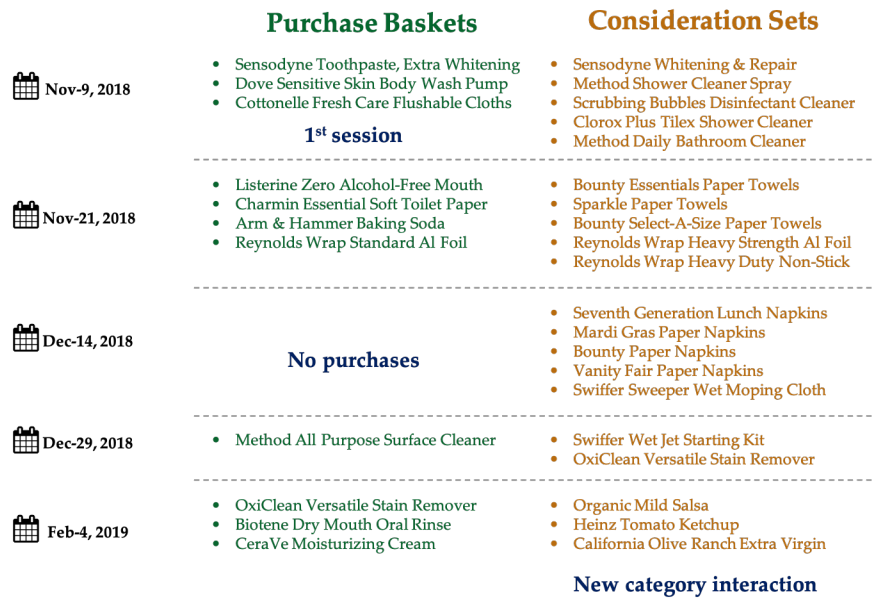 Purchase Baskets
Consideration Sets
Nov-9, 2018
• Sensodyne Toothpaste, Extra Whitening
• Dove Sensitive Skin Body Wash Pump
• Cottonelle Fresh Care Flushable Cloths
1st session
• Sensodyne Whitening & Repair
• Method Shower Cleaner Spray
• Scrubbing Bubbles Disinfectant Cleaner
• Clorox Plus Tilex Shower Cleaner
• Method Daily Bathroom Cleaner
Nov-21, 2018
• Listerine Zero Alcohol-Free Mouth
• Charmin Essential Soft Toilet Paper
• Arm & Hammer Baking Soda
• Reynolds Wrap Standard Al Foil
• Bounty Essentials Paper Towels
• Sparkle Paper Towels
• Bounty Select-A-Size Paper Towels
• Reynolds Wrap Heavy Strength Al Foil
• Reynolds Wrap Heavy Duty Non-Stick
Dec-14, 2018
No purchases
• Seventh Generation Lunch Napkins
• Mardi Gras Paper Napkins
• Bounty Paper Napkins
• Vanity Fair Paper Napkins
• Swiffer Sweeper Wet Moping Cloth
Dec-29, 2018
• Method All Purpose Surface Cleaner
• Swiffer Wet Jet Starting Kit
• OxiClean Versatile Stain Remover
Feb-4, 2019
• OxiClean Versatile Stain Remover
• Biotene Dry Mouth Oral Rinse
• CeraVe Moisturizing Cream
• Organic Mild Salsa
• Heinz Tomato Ketchup
• California Olive Ranch Extra Virgin
New category interaction